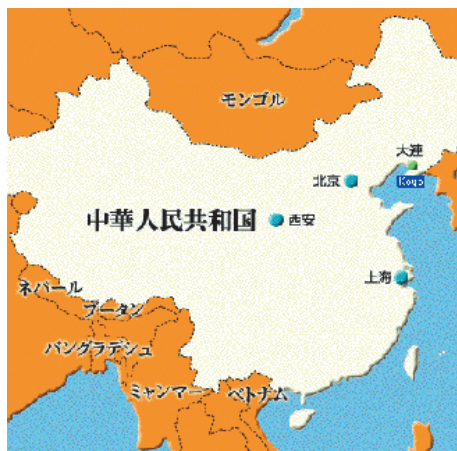 モンゴル
大連
北京
Koyo
中華人民共和国
西安
上海
ネパール
ブータン
バングラデシュ
ミャンマー
ベトナム